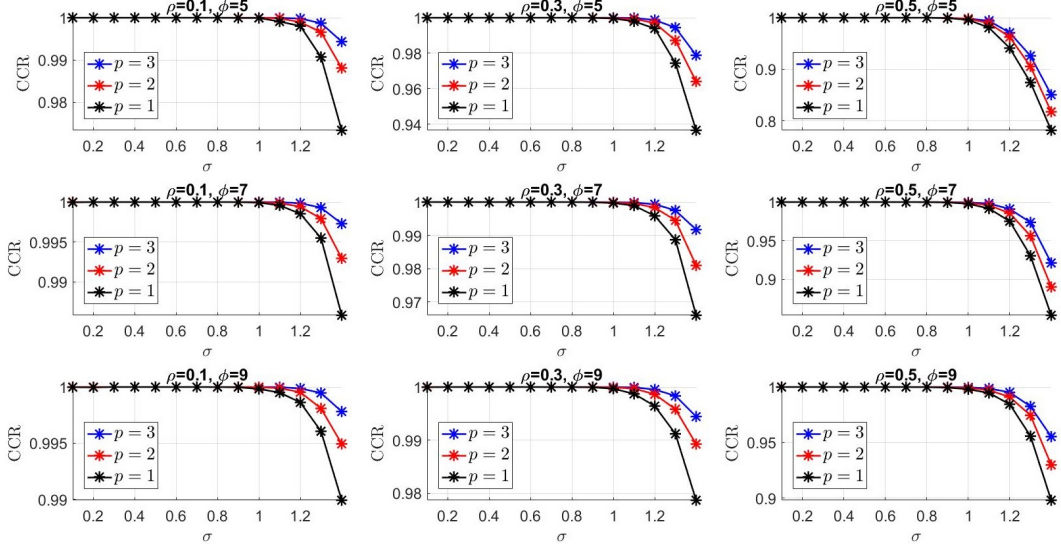 ρ=0.1, ϕ=5
1
0.99
0.98
CCR
p = 3
p = 2
p = 1
0.2 0.4 0.6 0.8 1 1.2
σ
ρ=0.3, ϕ=5
1
0.98
0.96
0.94
CCR
p = 3
p = 2
p = 1
0.2 0.4 0.6 0.8 1 1.2
σ
ρ=0.5, ϕ=5
1
0.9
0.8
CCR
p = 3
p = 2
p = 1
0.2 0.4 0.6 0.8 1 1.2
σ
ρ=0.1, ϕ=7
1
0.995
0.99
CCR
p = 3
p = 2
p = 1
0.2 0.4 0.6 0.8 1 1.2
σ
ρ=0.3, ϕ=7
1
0.99
0.98
0.97
CCR
p = 3
p = 2
p = 1
0.2 0.4 0.6 0.8 1 1.2
σ
ρ=0.5, ϕ=7
1
0.95
0.9
CCR
p = 3
p = 2
p = 1
0.2 0.4 0.6 0.8 1 1.2
σ
ρ=0.1, ϕ=9
1
0.995
0.99
CCR
p = 3
p = 2
p = 1
0.2 0.4 0.6 0.8 1 1.2
σ
ρ=0.3, ϕ=9
1
0.99
0.98
CCR
p = 3
p = 2
p = 1
0.2 0.4 0.6 0.8 1 1.2
σ
ρ=0.5, ϕ=9
1
0.95
0.9
CCR
p = 3
p = 2
p = 1
0.2 0.4 0.6 0.8 1 1.2
σ